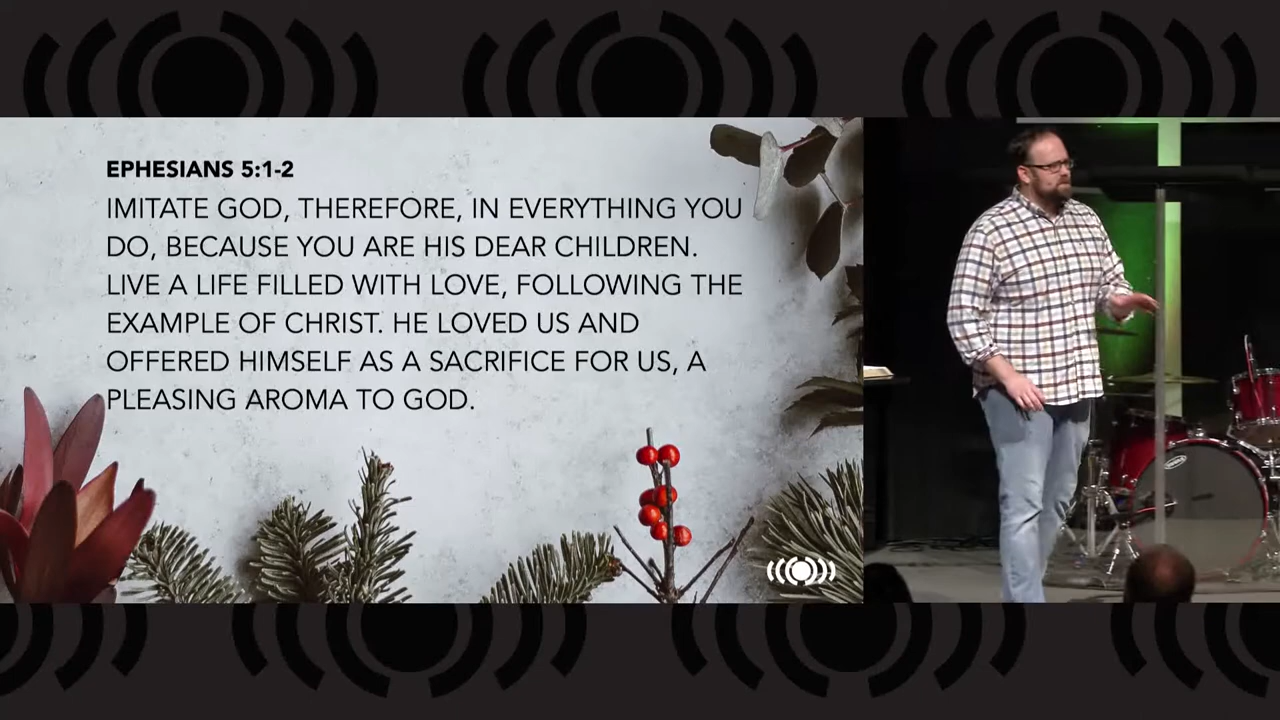 EPHESIANS 5:1-2
IMITATE GOD, THEREFORE, IN EVERYTHING YOU
DO, BECAUSE YOU ARE HIS DEAR CHILDREN.
LIVE A LIFE FILLED WITH LOVE, FOLLOWING THE
EXAMPLE OF CHRIST. HE LOVED US AND
OFFERED HIMSELF AS A SACRIFICE FOR US, A
PLEASING AROMA TO GOD.